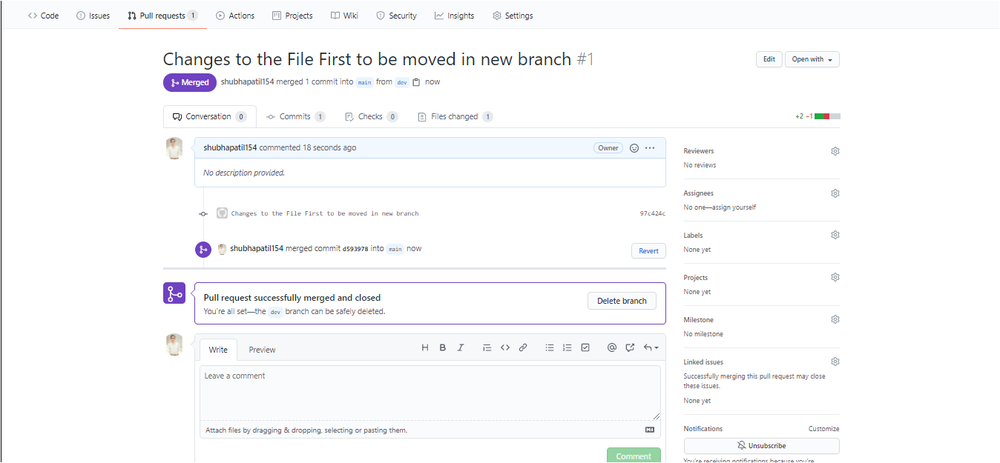 Code Issues Pull requests 1 Actions Projects Wiki Security Insights Settings
Changes to the File First to be moved in new branch #1
Edit Open with
Merged shubhapatil154 merged 1 commit into main from dev now
Conversation 0 Commits 1 Checks 0 Files changed 1
+2 −1
shubhapatil154 commented 18 seconds ago Owner
No description provided.
Changes to the File First to be moved in new branch 97c424c
shubhapatil154 merged commit d593978 into main now
Revert
Pull request successfully merged and closed
You're all set—the dev branch can be safely deleted.
Delete branch
Write Preview
Leave a comment
Attach files by dragging & dropping, selecting or pasting them.
Comment
Reviewers
No reviews
Assignees
No one—assign yourself
Labels
None yet
Projects
None yet
Milestone
No milestone
Linked issues
Successfully merging this pull request may close
these issues.
None yet
Notifications Customize
Unsubscribe
You're receiving notifications because you're